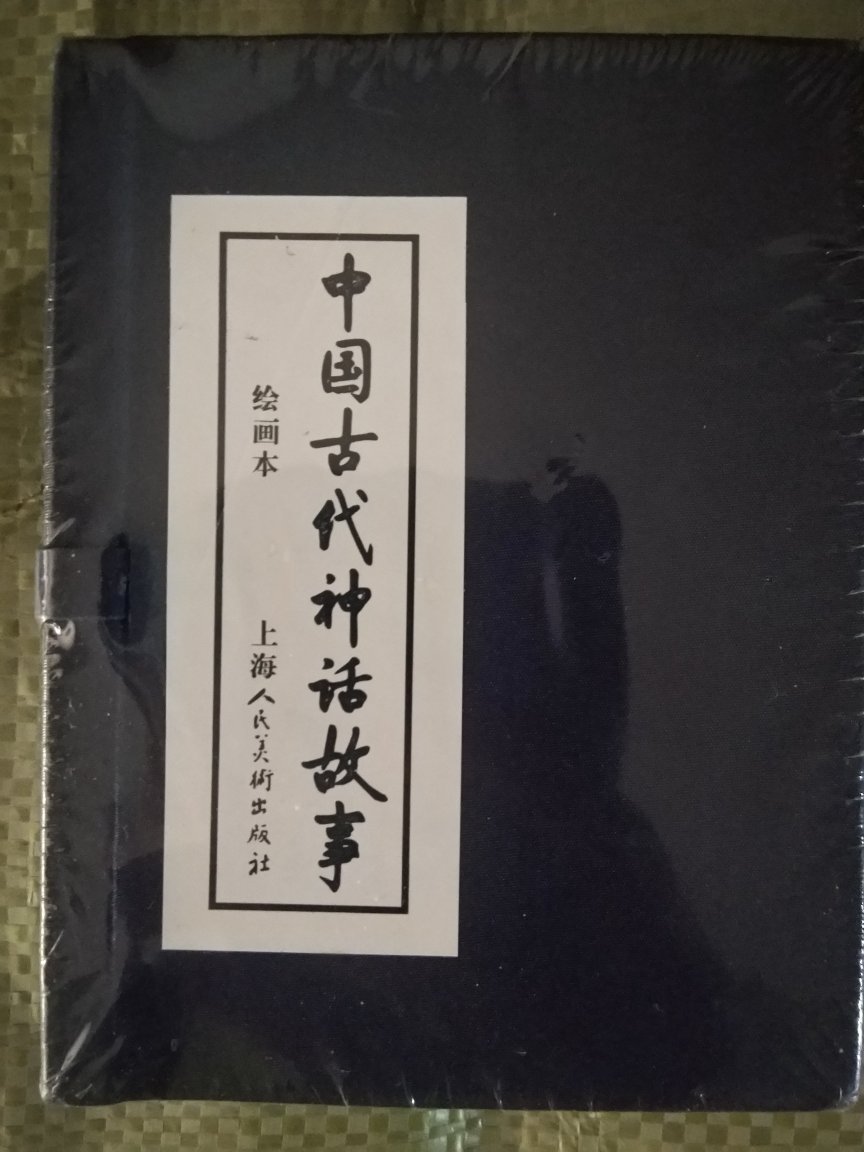 中国古代神话故事
绘画本
上海人民美術出版社